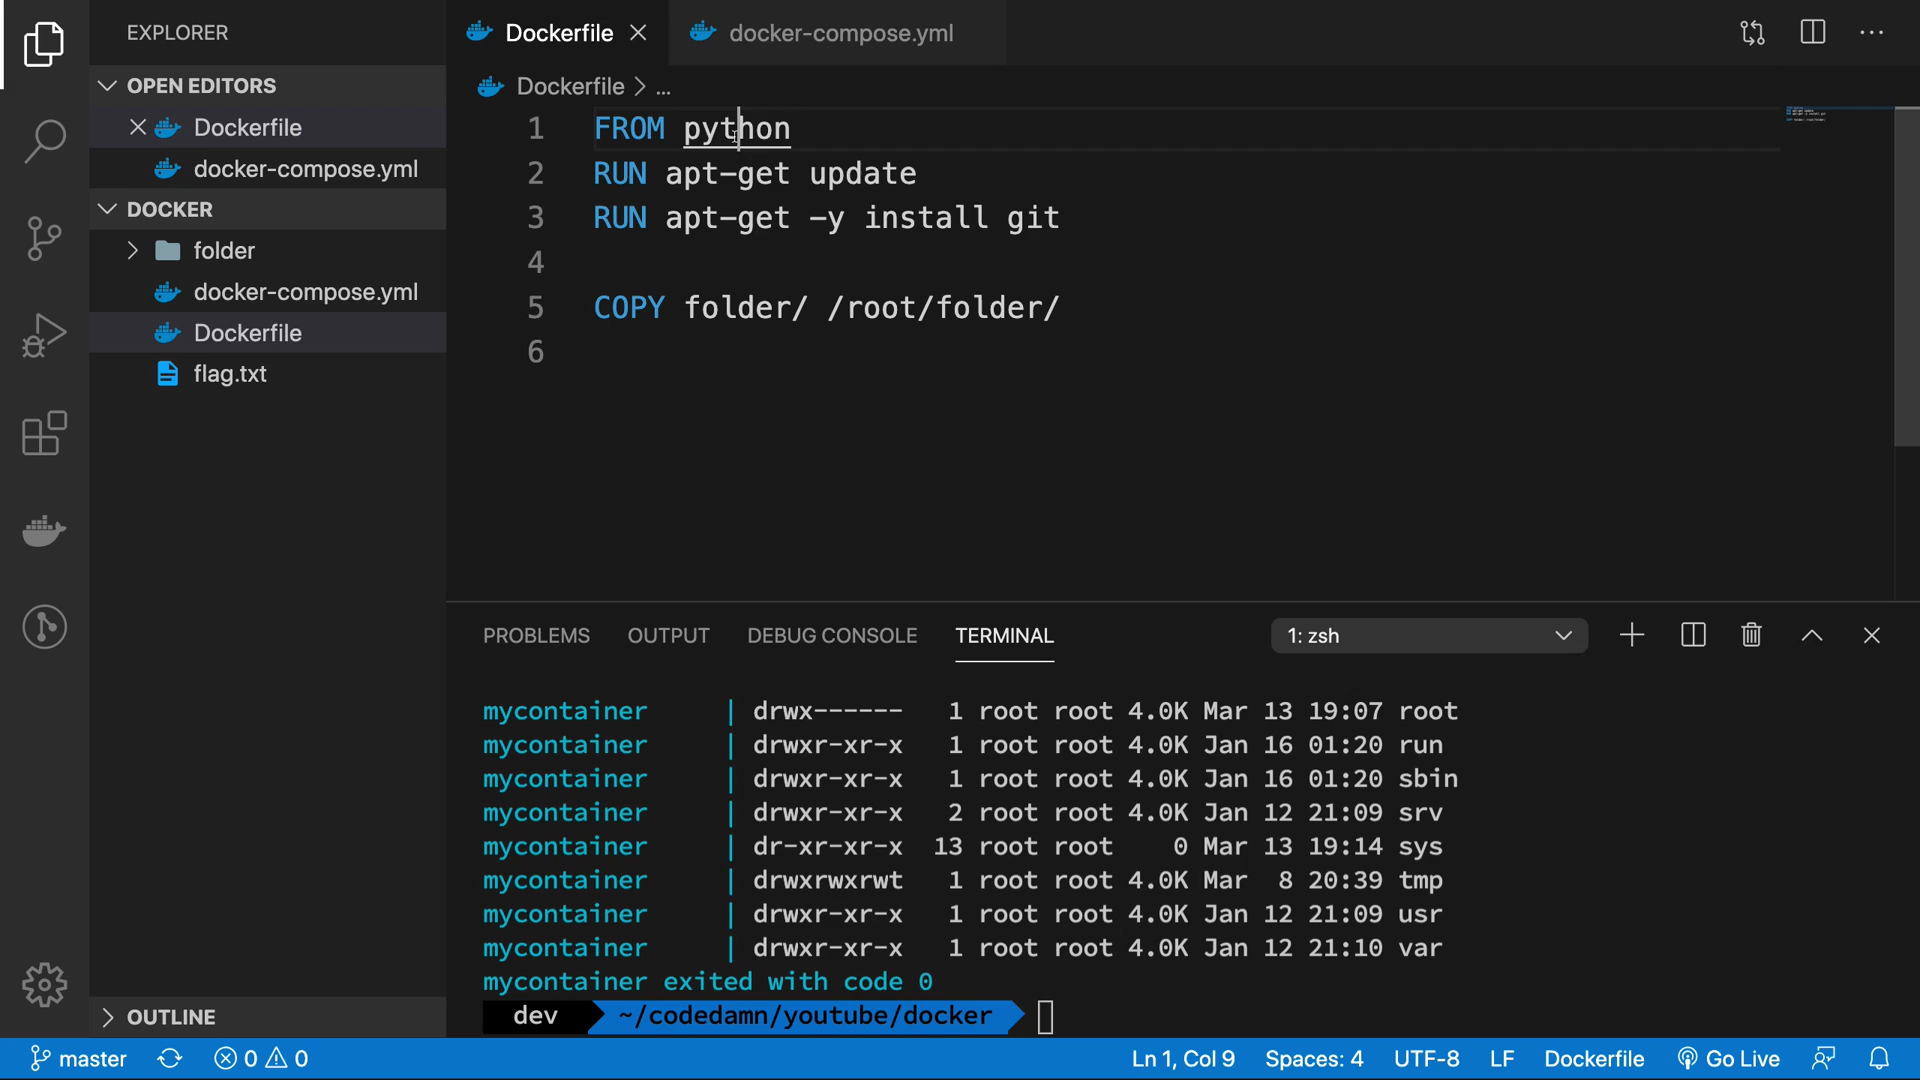 EXPLORER
OPEN EDITORS
Dockerfile
docker-compose.yml
DOCKER
folder
docker-compose.yml
Dockerfile
flag.txt
OUTLINE
Dockerfile
docker-compose.yml
Dockerfile > ...
1 FROM python
2 RUN apt-get update
3 RUN apt-get -y install git
4
5 COPY folder/ /root/folder/
6
PROBLEMS OUTPUT DEBUG CONSOLE TERMINAL 1: zsh
mycontainer | drwx------ 1 root root 4.0K Mar 13 19:07 root
mycontainer | drwxr-xr-x 1 root root 4.0K Jan 16 01:20 run
mycontainer | drwxr-xr-x 1 root root 4.0K Jan 16 01:20 sbin
mycontainer | drwxr-xr-x 2 root root 4.0K Jan 12 21:09 srv
mycontainer | dr-xr-xr-x 13 root root 0 Mar 13 19:14 sys
mycontainer | drwxrwxrwt 1 root root 4.0K Mar 8 20:39 tmp
mycontainer | drwxr-xr-x 1 root root 4.0K Jan 12 21:09 usr
mycontainer | drwxr-xr-x 1 root root 4.0K Jan 12 21:10 var
mycontainer exited with code 0
dev ~/codedamn/youtube/docker
master 0 0 Ln 1, Col 9 Spaces: 4 UTF-8 LF Dockerfile Go Live